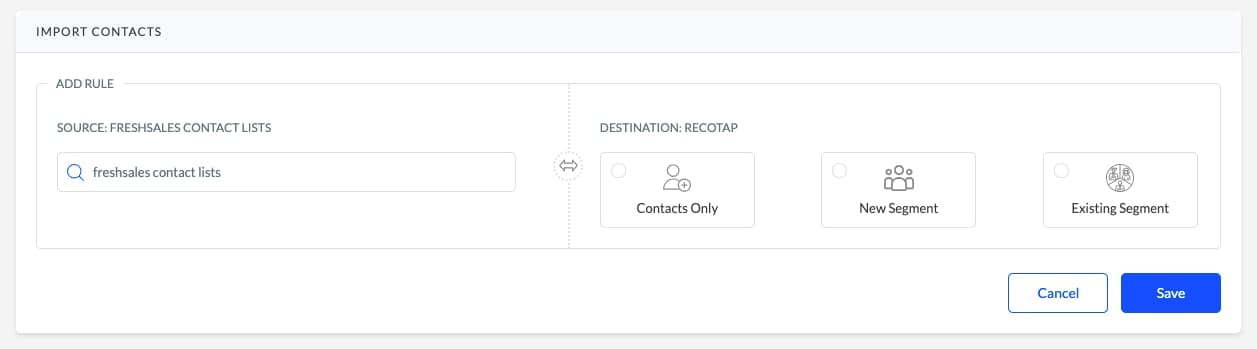 IMPORT CONTACTS
ADD RULE
SOURCE: FRESHSALES CONTACT LISTS
freshsales contact lists
DESTINATION: RECOTAP
Contacts Only
New Segment
Existing Segment
Cancel
Save